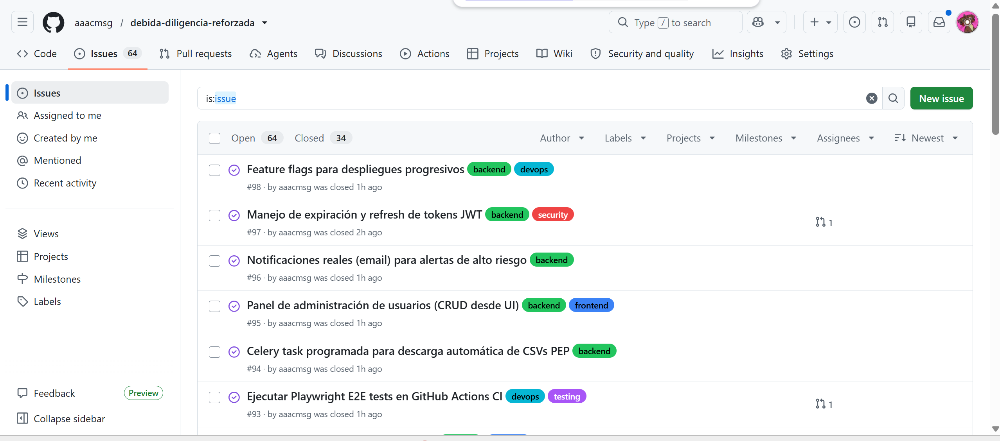 aaacmsg / debida-diligencia-reforzada
Type / to search
Code
Issues 64
Pull requests
Agents
Discussions
Actions
Projects
Wiki
Security and quality
Insights
Settings
Issues
Assigned to me
Created by me
Mentioned
Recent activity
Views
Projects
Milestones
Labels
Feedback Preview
Collapse sidebar
is:issue
New issue
Open 64 Closed 34 Author Labels Projects Milestones Assignees Newest
Feature flags para despliegues progresivos backend devops
#98 · by aaacmsg was closed 1h ago
Manejo de expiración y refresh de tokens JWT backend security
#97 · by aaacmsg was closed 2h ago
1
Notificaciones reales (email) para alertas de alto riesgo backend
#96 · by aaacmsg was closed 1h ago
Panel de administración de usuarios (CRUD desde UI) backend frontend
#95 · by aaacmsg was closed 1h ago
Celery task programada para descarga automática de CSVs PEP backend
#94 · by aaacmsg was closed 1h ago
Ejecutar Playwright E2E tests en GitHub Actions CI devops testing
#93 · by aaacmsg was closed 1h ago
1